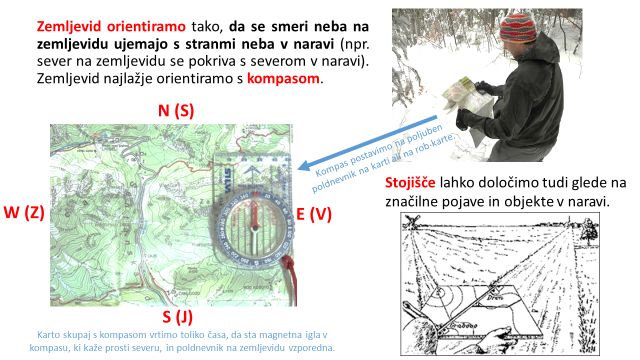 Zemljevid orientiramo tako, da se smeri neba na
zemljevidu ujemajo s stranmi neba v naravi (npr.
sever na zemljevidu se pokriva s severom v naravi).
Zemljevid najlažje orientiramo s kompasom.
N (S)
Kompas postavimo na poljuben
poldnevnik na karti ali na rob karte.
W (Z)
SILVA
E (V)
Stojišče lahko določimo tudi glede na
značilne pojave in objekte v naravi.
S (J)
Karto skupaj s kompasom vrtimo toliko časa, da sta magnetna igla v
kompasu, ki kaže prosti severu, in poldnevnik na zemljevidu vzporedna.